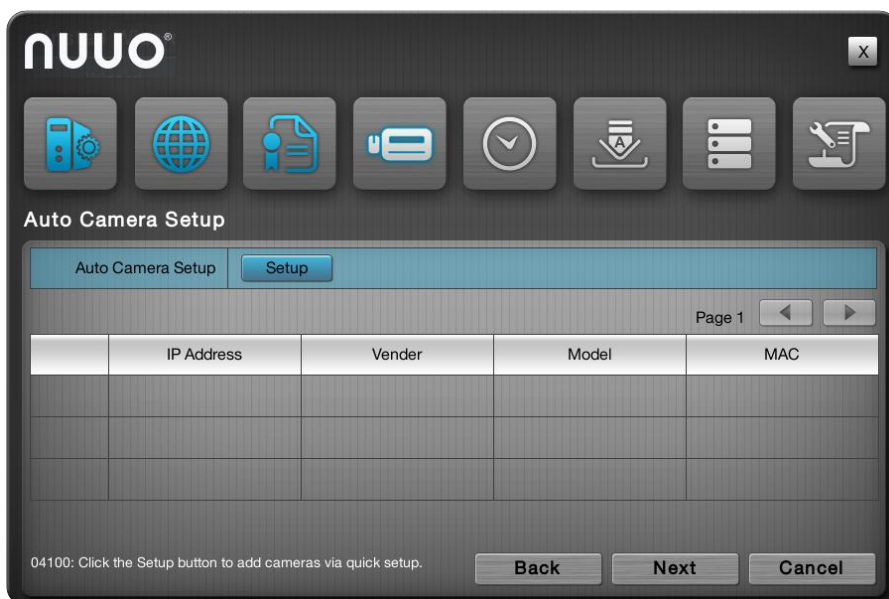 nuuo®
X
A
Auto Camera Setup
Auto Camera Setup Setup
Page 1
IP Address Vender Model MAC
04100: Click the Setup button to add cameras via quick setup. Back Next Cancel